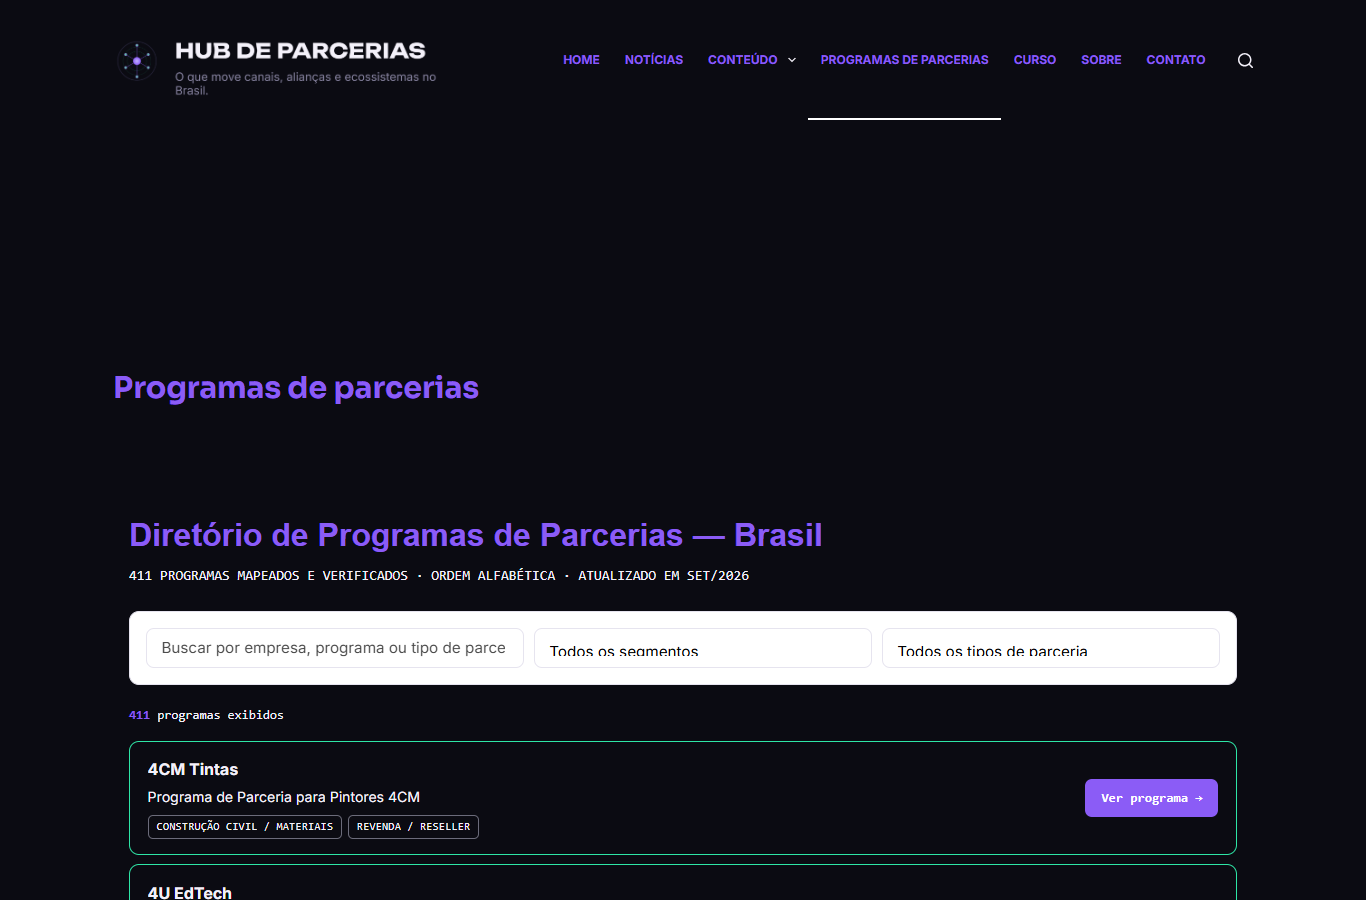 HUB DE PARCERIAS
O que move canais, alianças e ecossistemas no
Brasil.
HOME NOTÍCIAS CONTEÚDO PROGRAMAS DE PARCERIAS CURSO SOBRE CONTATO
Programas de parcerias
Diretório de Programas de Parcerias — Brasil
411 PROGRAMAS MAPEADOS E VERIFICADOS · ORDEM ALFABÉTICA · ATUALIZADO EM SET/2026
Buscar por empresa, programa ou tipo de parce
Todos os segmentos
Todos os tipos de parceria
411 programas exibidos
4CM Tintas
Programa de Parceria para Pintores 4CM
CONSTRUÇÃO CIVIL / MATERIAIS REVENDA / RESELLER
Ver programa →
4U EdTech